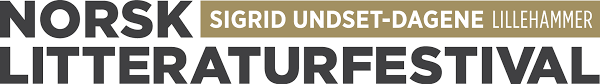 NORSK SIGRID UNDSET-DAGENE LILLEHAMMER
LITTERATURFESTIVAL